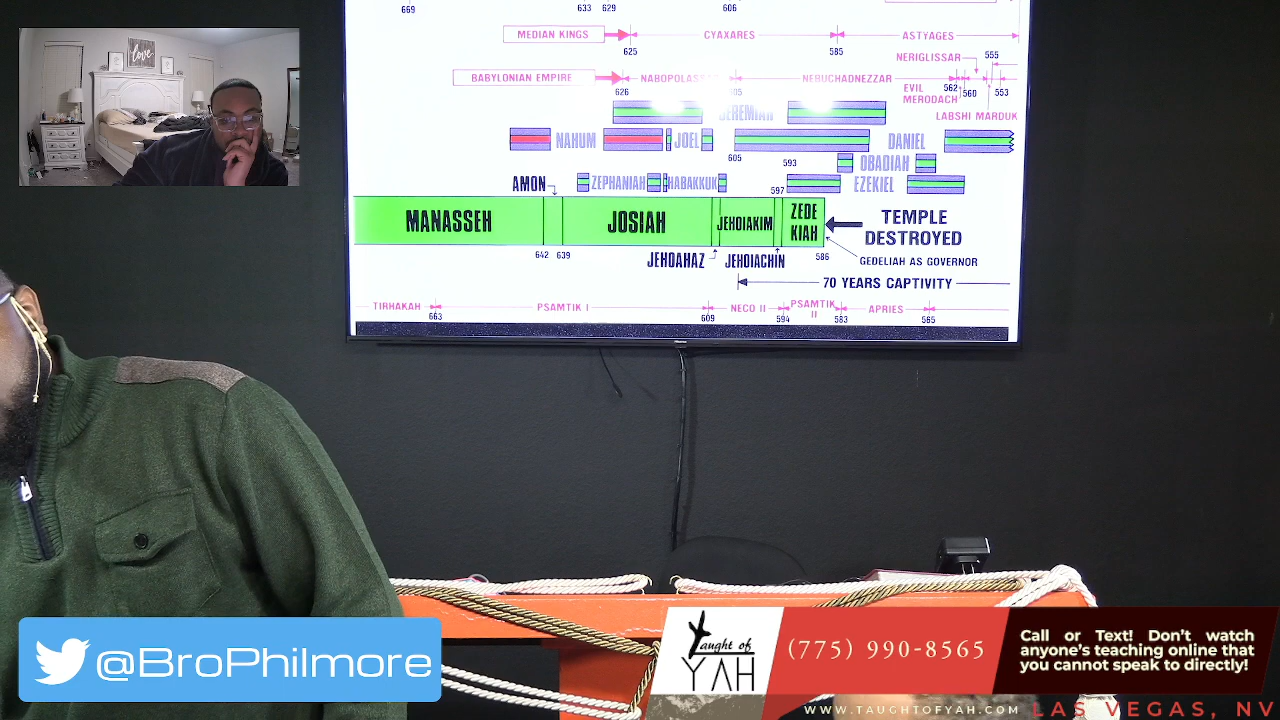 669
633
629
606
MEDIAN KINGS
625
CYAXARES
585
ASTYAGES
BABYLONIAN EMPIRE
626
NEBUCHADNEZZAR
NERIGLISSAR
555
EVIL MERODACH
562
560
553
LABSHI MARDUK
JEREMIAH
NAHUM
JOEL
605
DANIEL
593
OBADIAH
AMON
ZEPHANIAH
HABAKKUK
597
EZEKIEL
MANASSEH
JOSIAH
JEHOIAKIM
ZEDE
KIAH
TEMPLE
DESTROYED
642
639
JEHOAHAZ
JEHOIACHIN
586
GEDELIAH AS GOVERNOR
70 YEARS CAPTIVITY
TIRHAKAH
663
PSAMTIK I
609
NECO II
594
PSAMTIK
II
583
APRIES
565
Hisense
love
@BroPhilmore
Taught of
YAH
(775) 990-8565
Call or Text! Don't watch
anyone's teaching online that
you cannot speak to directly!
WWW.TAUGHTOFYAH.COM
LAS VEGAS, NV